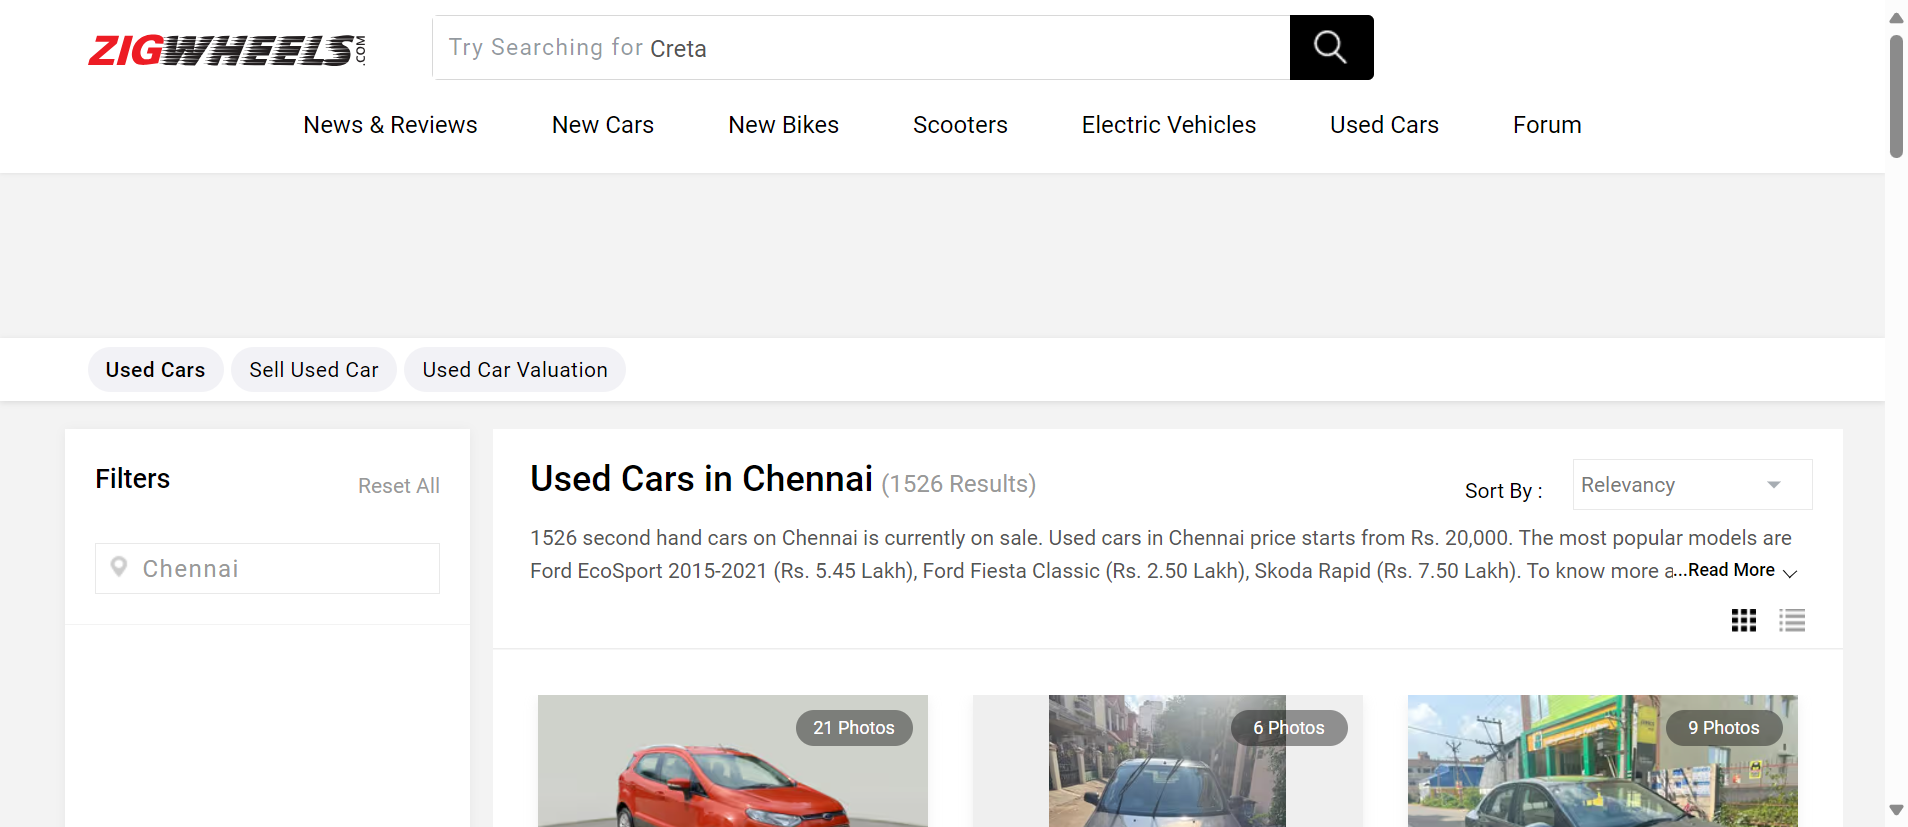 ZIGWHEELS.COM
Try Searching for Creta
News & Reviews
New Cars
New Bikes
Scooters
Electric Vehicles
Used Cars
Forum
Used Cars
Sell Used Car
Used Car Valuation
Filters
Reset All
Chennai
Used Cars in Chennai (1526 Results)
Sort By :
Relevancy
1526 second hand cars on Chennai is currently on sale. Used cars in Chennai price starts from Rs. 20,000. The most popular models are
Ford EcoSport 2015-2021 (Rs. 5.45 Lakh), Ford Fiesta Classic (Rs. 2.50 Lakh), Skoda Rapid (Rs. 7.50 Lakh). To know more a...Read More
21 Photos
6 Photos
9 Photos